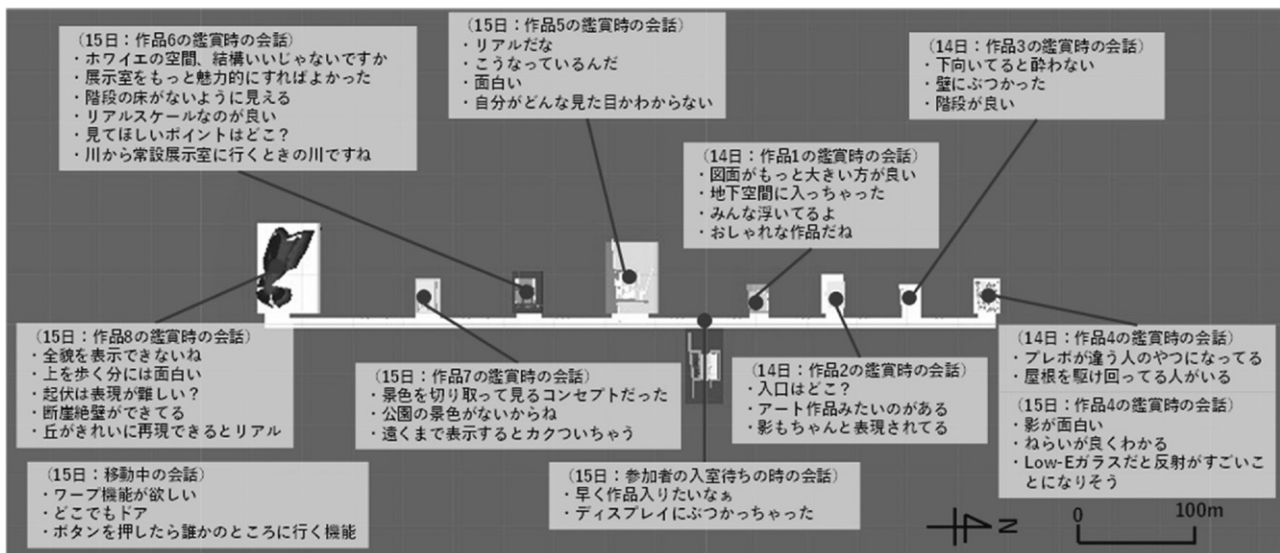 （15日：作品6の鑑賞時の会話）
・ホワイエの空間、結構いいじゃないですか
・展示室をもっと魅力的にすればよかった
・階段の床がないように見える
・リアルスケールなのが良い
・見てほしいポイントはどこ？
・川から常設展示室に行くときの川ですね
（15日：作品5の鑑賞時の会話）
・リアルだな
・こうなっているんだ
・面白い
・自分がどんな見た目かわからない
（14日：作品3の鑑賞時の会話）
・下向いてると酔わない
・壁にぶつかった
・階段が良い
（14日：作品1の鑑賞時の会話）
・図面がもっと大きい方が良い
・地下空間に入っちゃった
・みんな浮いてるよ
・おしゃれな作品だね
（15日：作品8の鑑賞時の会話）
・全貌を表示できないね
・上を歩く分には面白い
・起伏は表現が難しい？
・断崖絶壁ができてる
・丘がきれいに再現できるとリアル
（15日：作品7の鑑賞時の会話）
・景色を切り取って見るコンセプトだった
・公園の景色がないからね
・遠くまで表示するとカクついちゃう
（14日：作品2の鑑賞時の会話）
・入口はどこ？
・アート作品みたいのがある
・影もちゃんと表現されてる
（14日：作品4の鑑賞時の会話）
・プレボが違う人のやつになってる
・屋根を駆け回ってる人がいる
（15日：作品4の鑑賞時の会話）
・影が面白い
・ねらいが良くわかる
・Low-Eガラスだと反射がすごいこ
とになりそう
（15日：移動中の会話）
・ワープ機能が欲しい
・どこでもドア
・ボタンを押したら誰かのところに行く機能
（15日：参加者の入室待ちの時の会話）
・早く作品入りたいなぁ
・ディスプレイにぶつかっちゃった
N
0 100m